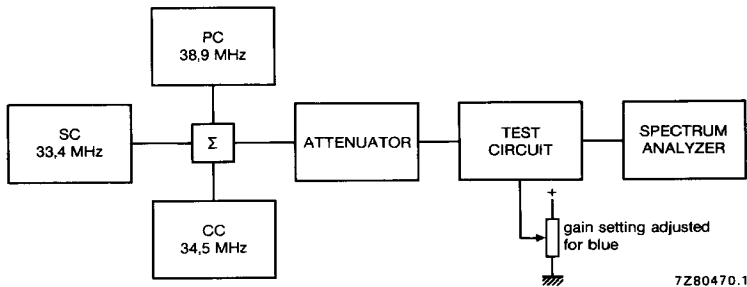 PC
38,9 MHz
SC
33,4 MHz
Σ
ATTENUATOR
TEST
CIRCUIT
SPECTRUM
ANALYZER
CC
34,5 MHz
+
gain setting adjusted
for blue
7Z80470.1